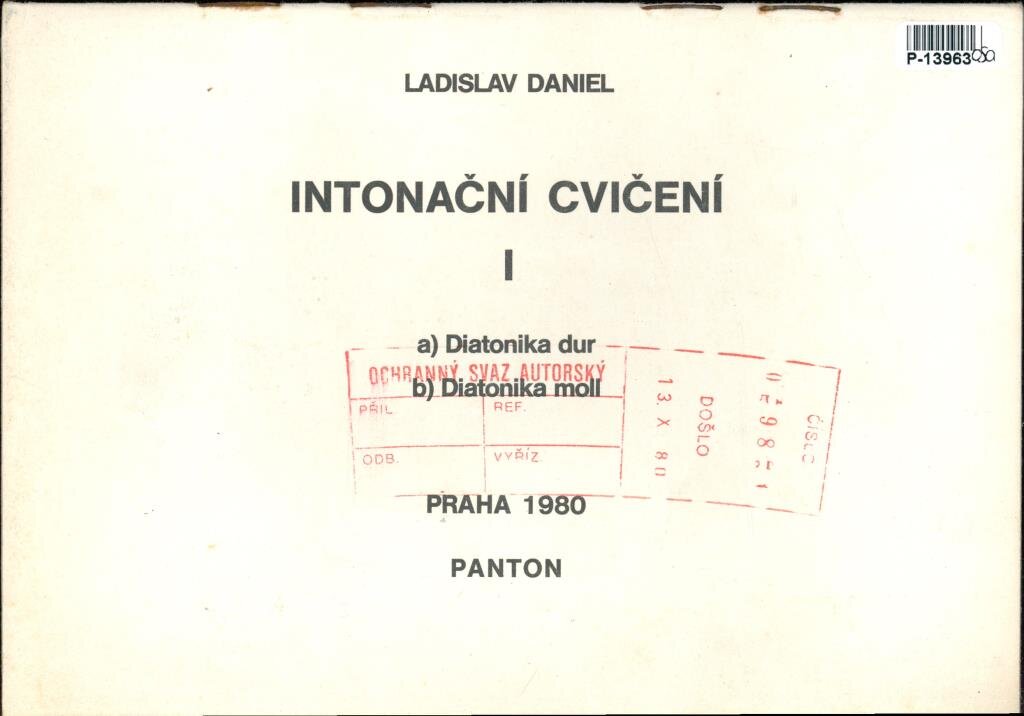 P-13963
LADISLAV DANIEL
INTONAČNÍ CVIČENÍ
I
a) Diatonika dur
OCHRANNÝ SVAZ AUTORSKÝ
b) Diatonika moll
PŘIL.
REF.
ODB.
VYŘÍZ.
13 X 80
DOŠLO
ČÍSLO
PRAHA 1980
PANTON